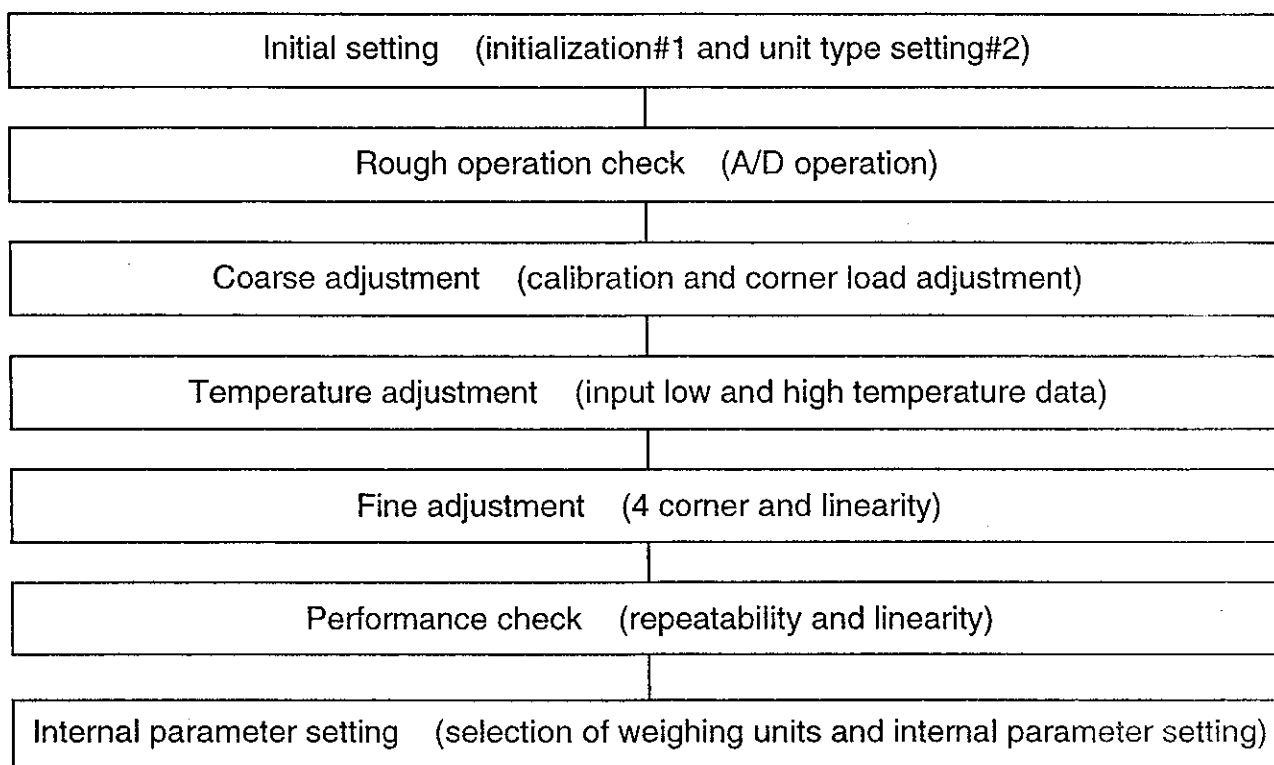 Initial setting (initialization#1 and unit type setting#2)
Rough operation check (A/D operation)
Coarse adjustment (calibration and corner load adjustment)
Temperature adjustment (input low and high temperature data)
Fine adjustment (4 corner and linearity)
Performance check (repeatability and linearity)
Internal parameter setting (selection of weighing units and internal parameter setting)